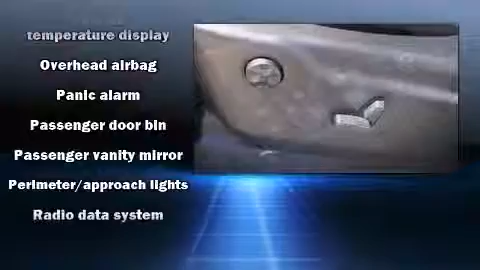 temperature display
Overhead airbag
Panic alarm
Passenger door bin
Passenger vanity mirror
Perimeter/approach lights
Radio data system